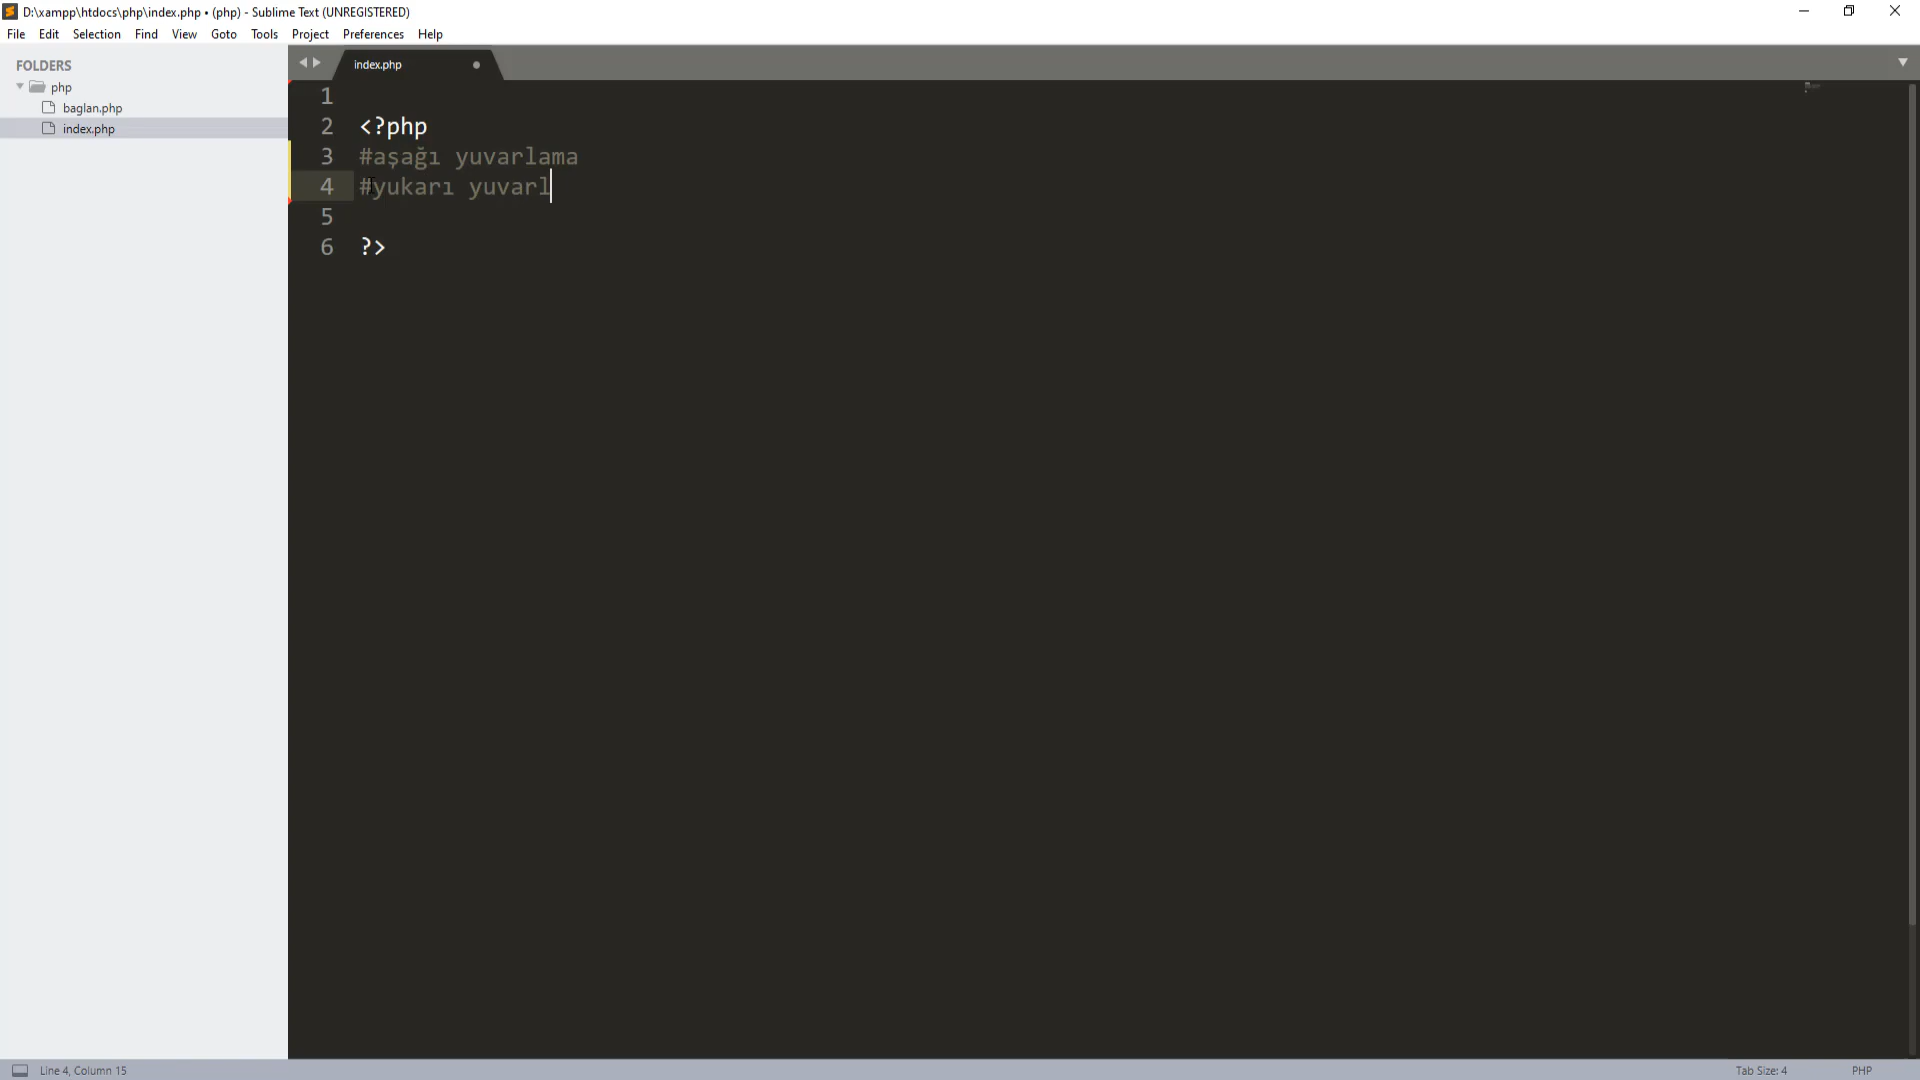 D:\xampp\htdocs\php\index.php • (php) - Sublime Text (UNREGISTERED)
File Edit Selection Find View Goto Tools Project Preferences Help
FOLDERS
php
baglan.php
index.php
index.php
1
2 <?php
3 #aşağı yuvarlama
4 #yukarı yuvarl
5
6 ?>
Line 4, Column 15
Tab Size: 4
PHP